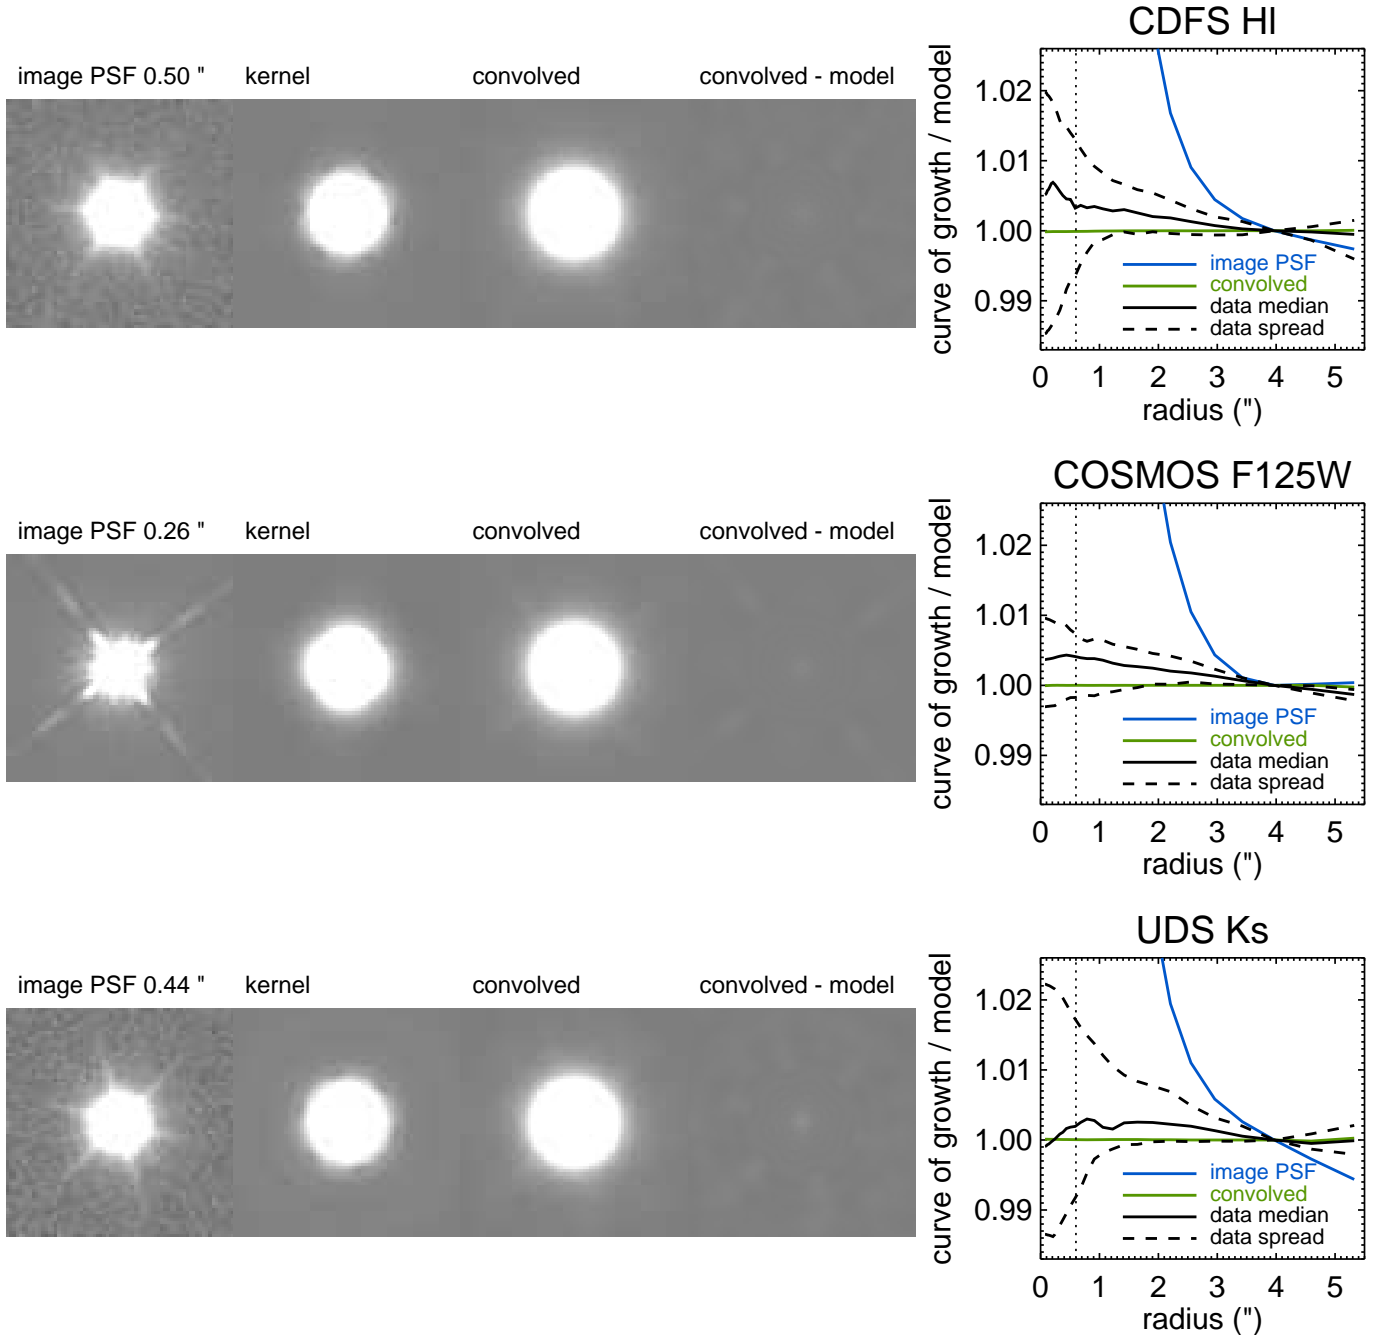 CDFS HI
image PSF 0.50 " kernel convolved convolved - model
curve of growth / model
1.02
1.01
1.00
0.99
image PSF
convolved
data median
data spread
0 1 2 3 4 5
radius (")
COSMOS F125W
image PSF 0.26 " kernel convolved convolved - model
curve of growth / model
1.02
1.01
1.00
0.99
image PSF
convolved
data median
data spread
0 1 2 3 4 5
radius (")
UDS Ks
image PSF 0.44 " kernel convolved convolved - model
curve of growth / model
1.02
1.01
1.00
0.99
image PSF
convolved
data median
data spread
0 1 2 3 4 5
radius (")